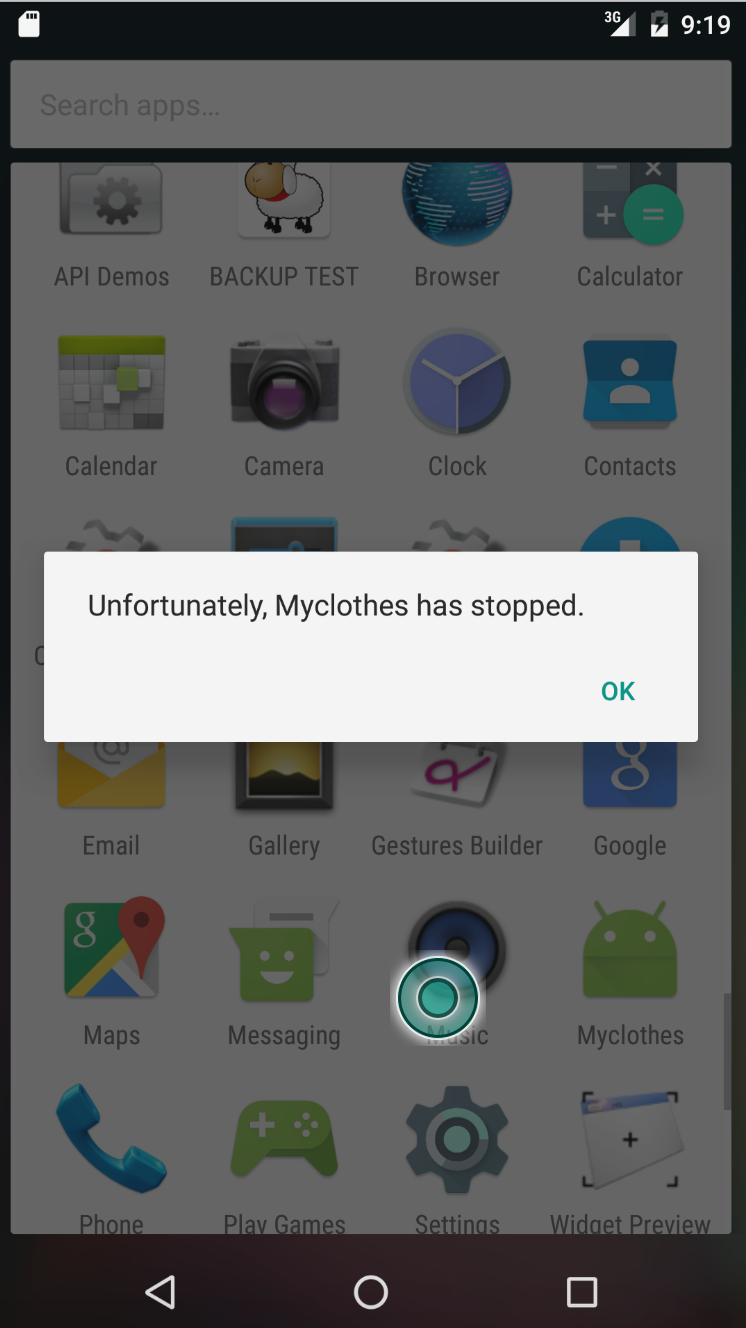 3G 9:19
Search apps...
API Demos BACKUP TEST Browser Calculator
Calendar Camera Clock Contacts
Unfortunately, Myclothes has stopped.
OK
Email Gallery Gestures Builder Google
Maps Messaging Music Myclothes
Phone Play Games Settings Widget Preview